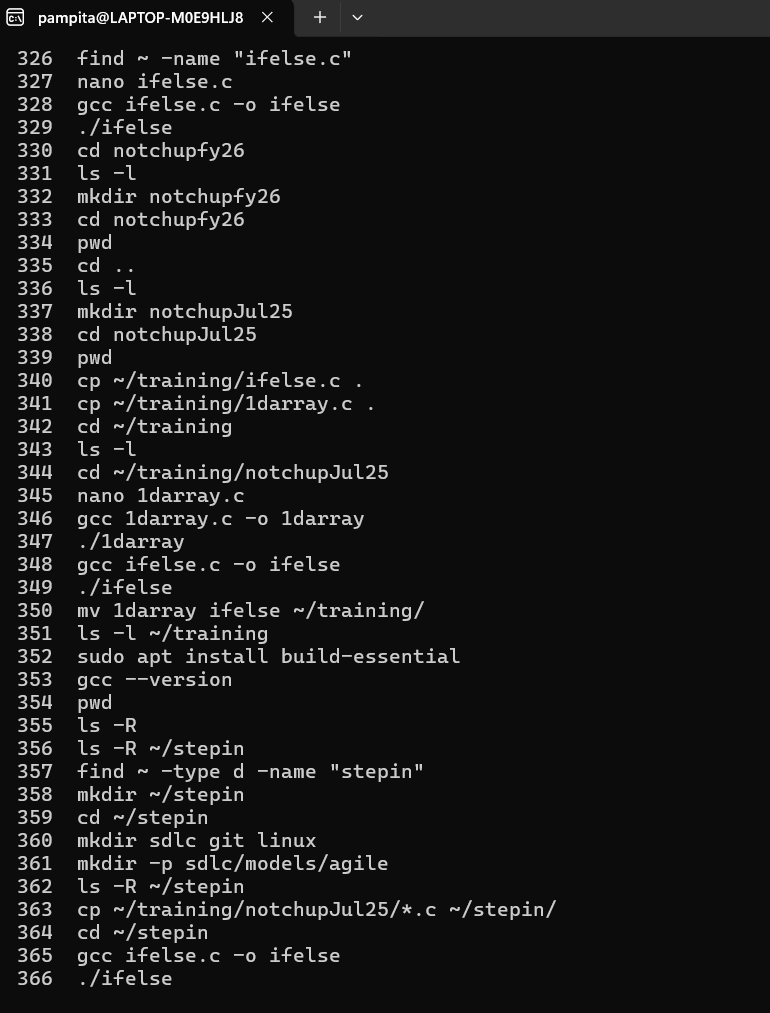 pampita@LAPTOP-M0E9HLJ8
326 find ~ -name "ifelse.c"
327 nano ifelse.c
328 gcc ifelse.c -o ifelse
329 ./ifelse
330 cd notchupfy26
331 ls -l
332 mkdir notchupfy26
333 cd notchupfy26
334 pwd
335 cd ..
336 ls -l
337 mkdir notchupJul25
338 cd notchupJul25
339 pwd
340 cp ~/training/ifelse.c .
341 cp ~/training/1darray.c .
342 cd ~/training
343 ls -l
344 cd ~/training/notchupJul25
345 nano 1darray.c
346 gcc 1darray.c -o 1darray
347 ./1darray
348 gcc ifelse.c -o ifelse
349 ./ifelse
350 mv 1darray ifelse ~/training/
351 ls -l ~/training
352 sudo apt install build-essential
353 gcc --version
354 pwd
355 ls -R
356 ls -R ~/stepin
357 find ~ -type d -name "stepin"
358 mkdir ~/stepin
359 cd ~/stepin
360 mkdir sdlc git linux
361 mkdir -p sdlc/models/agile
362 ls -R ~/stepin
363 cp ~/training/notchupJul25/*.c ~/stepin/
364 cd ~/stepin
365 gcc ifelse.c -o ifelse
366 ./ifelse